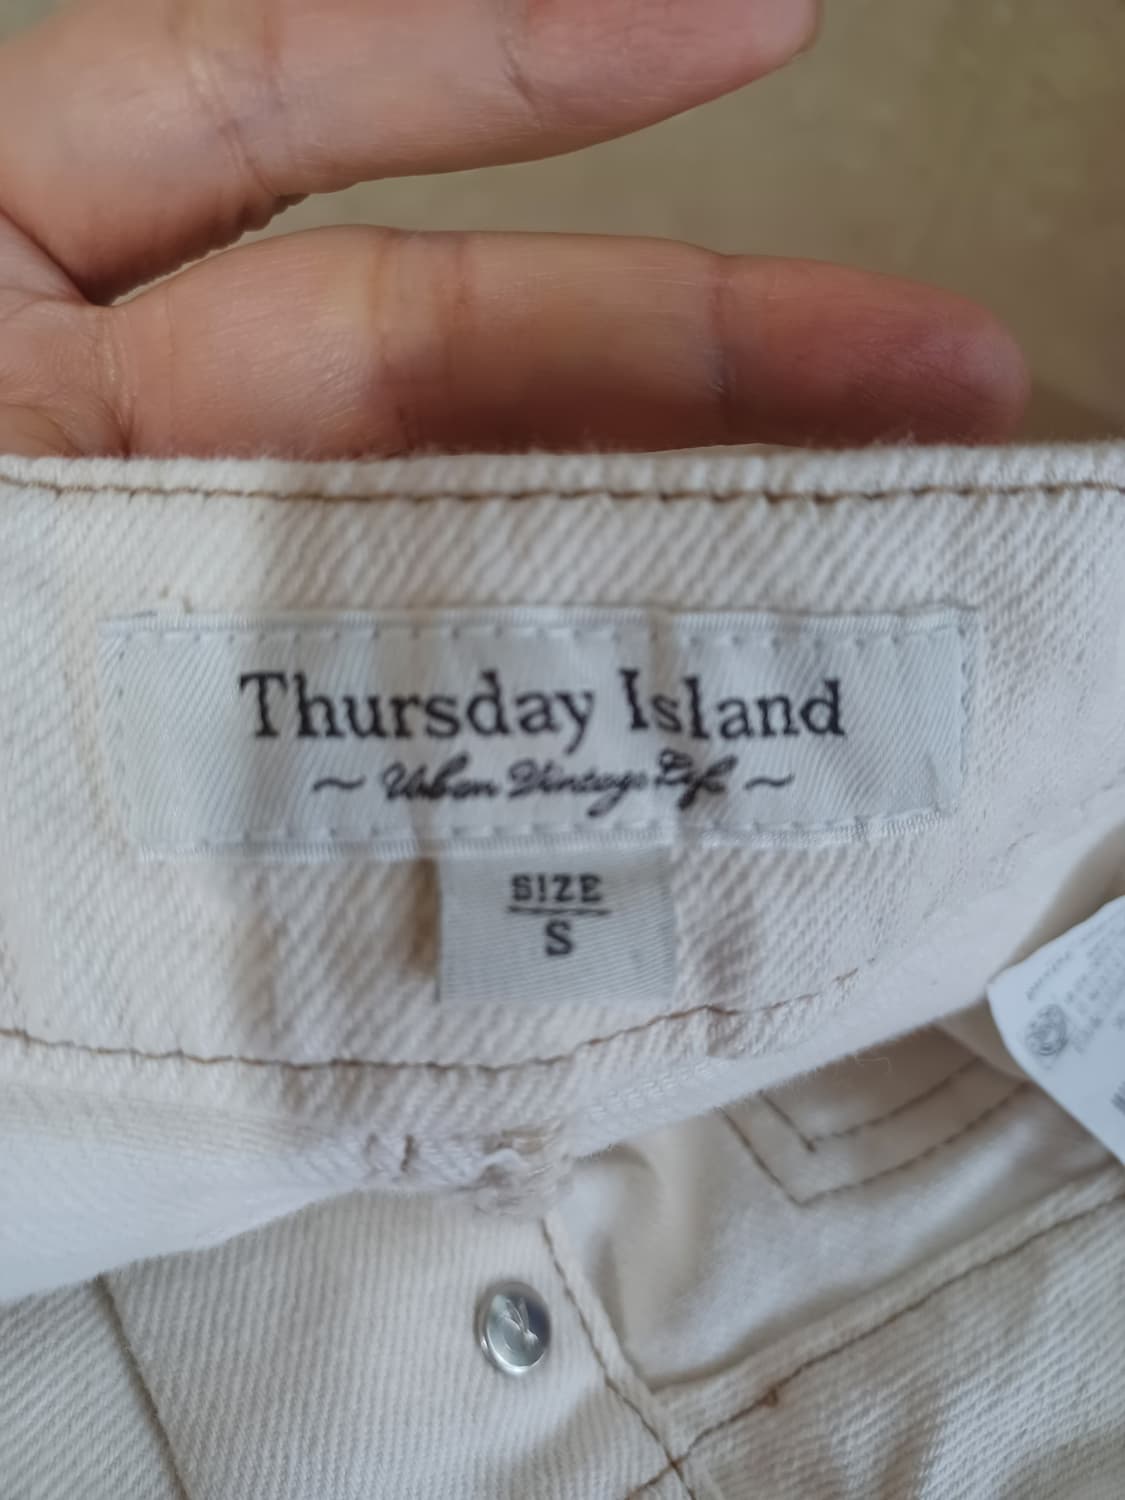 Thursday Island
~ Urban Vintage Life ~
SIZE
S